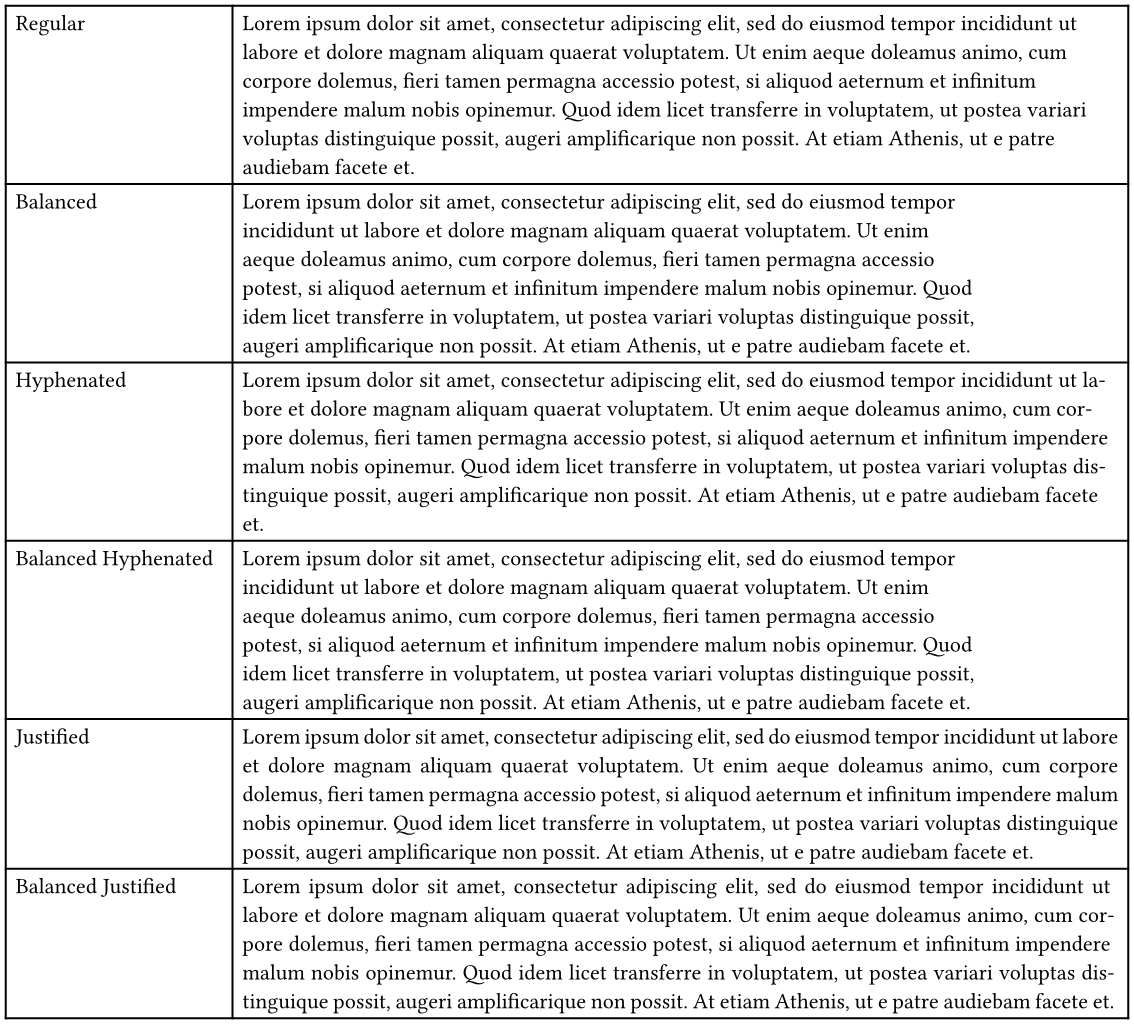 Regular
Lorem ipsum dolor sit amet, consectetur adipiscing elit, sed do eiusmod tempor incididunt ut
labore et dolore magnam aliquam quaerat voluptatem. Ut enim aeque doleamus animo, cum
corpore dolemus, fieri tamen permagna accessio potest, si aliquod aeternum et infinitum
impendere malum nobis opinemur. Quod idem licet transferre in voluptatem, ut postea variari
voluptas distinguique possit, augeri amplificarique non possit. At etiam Athenis, ut e patre
audiebam facete et.
Balanced
Lorem ipsum dolor sit amet, consectetur adipiscing elit, sed do eiusmod tempor
incididunt ut labore et dolore magnam aliquam quaerat voluptatem. Ut enim
aeque doleamus animo, cum corpore dolemus, fieri tamen permagna accessio
potest, si aliquod aeternum et infinitum impendere malum nobis opinemur. Quod
idem licet transferre in voluptatem, ut postea variari voluptas distinguique possit,
augeri amplificarique non possit. At etiam Athenis, ut e patre audiebam facete et.
Hyphenated
Lorem ipsum dolor sit amet, consectetur adipiscing elit, sed do eiusmod tempor incididunt ut la-
bore et dolore magnam aliquam quaerat voluptatem. Ut enim aeque doleamus animo, cum cor-
pore dolemus, fieri tamen permagna accessio potest, si aliquod aeternum et infinitum impendere
malum nobis opinemur. Quod idem licet transferre in voluptatem, ut postea variari voluptas dis-
tinguique possit, augeri amplificarique non possit. At etiam Athenis, ut e patre audiebam facete
et.
Balanced Hyphenated
Lorem ipsum dolor sit amet, consectetur adipiscing elit, sed do eiusmod tempor
incididunt ut labore et dolore magnam aliquam quaerat voluptatem. Ut enim
aeque doleamus animo, cum corpore dolemus, fieri tamen permagna accessio
potest, si aliquod aeternum et infinitum impendere malum nobis opinemur. Quod
idem licet transferre in voluptatem, ut postea variari voluptas distinguique possit,
augeri amplificarique non possit. At etiam Athenis, ut e patre audiebam facete et.
Justified
Lorem ipsum dolor sit amet, consectetur adipiscing elit, sed do eiusmod tempor incididunt ut labore
et dolore magnam aliquam quaerat voluptatem. Ut enim aeque doleamus animo, cum corpore
dolemus, fieri tamen permagna accessio potest, si aliquod aeternum et infinitum impendere malum
nobis opinemur. Quod idem licet transferre in voluptatem, ut postea variari voluptas distinguique
possit, augeri amplificarique non possit. At etiam Athenis, ut e patre audiebam facete et.
Balanced Justified
Lorem ipsum dolor sit amet, consectetur adipiscing elit, sed do eiusmod tempor incididunt ut
labore et dolore magnam aliquam quaerat voluptatem. Ut enim aeque doleamus animo, cum cor-
pore dolemus, fieri tamen permagna accessio potest, si aliquod aeternum et infinitum impendere
malum nobis opinemur. Quod idem licet transferre in voluptatem, ut postea variari voluptas dis-
tinguique possit, augeri amplificarique non possit. At etiam Athenis, ut e patre audiebam facete et.